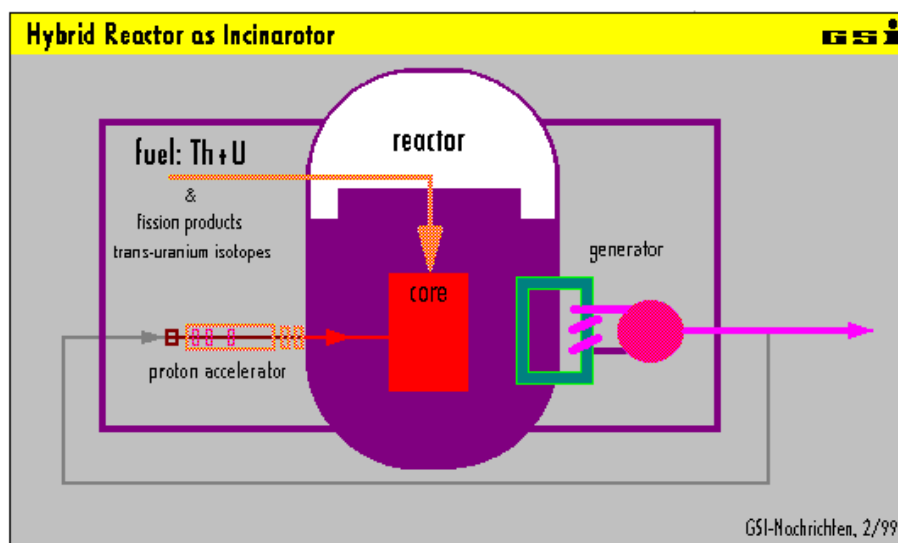 Hybrid Reactor as Incinarotor
GSi
reactor
fuel: Th+U
&
fission products
trans-uranium isotopes
generator
core
proton accelerator
GSI-Nachrichten, 2/99